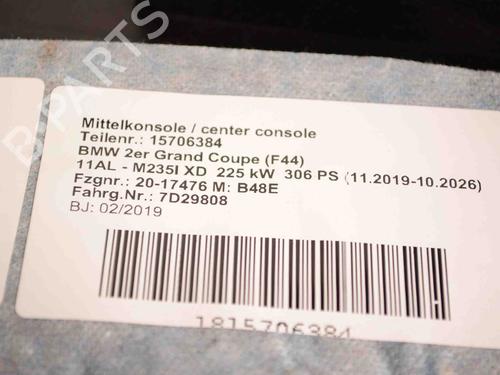 Mittelkonsole / center console
Teilenr.: 15706384
BMW 2er Grand Coupe (F44)
11AL - M235I XD 225 kW 306 PS (11.2019-10.2026)
Fzgnr.: 20-17476 M: B48E
Fahrg.Nr.: 7D29808
BJ: 02/2019
1815706384
B-PARTS